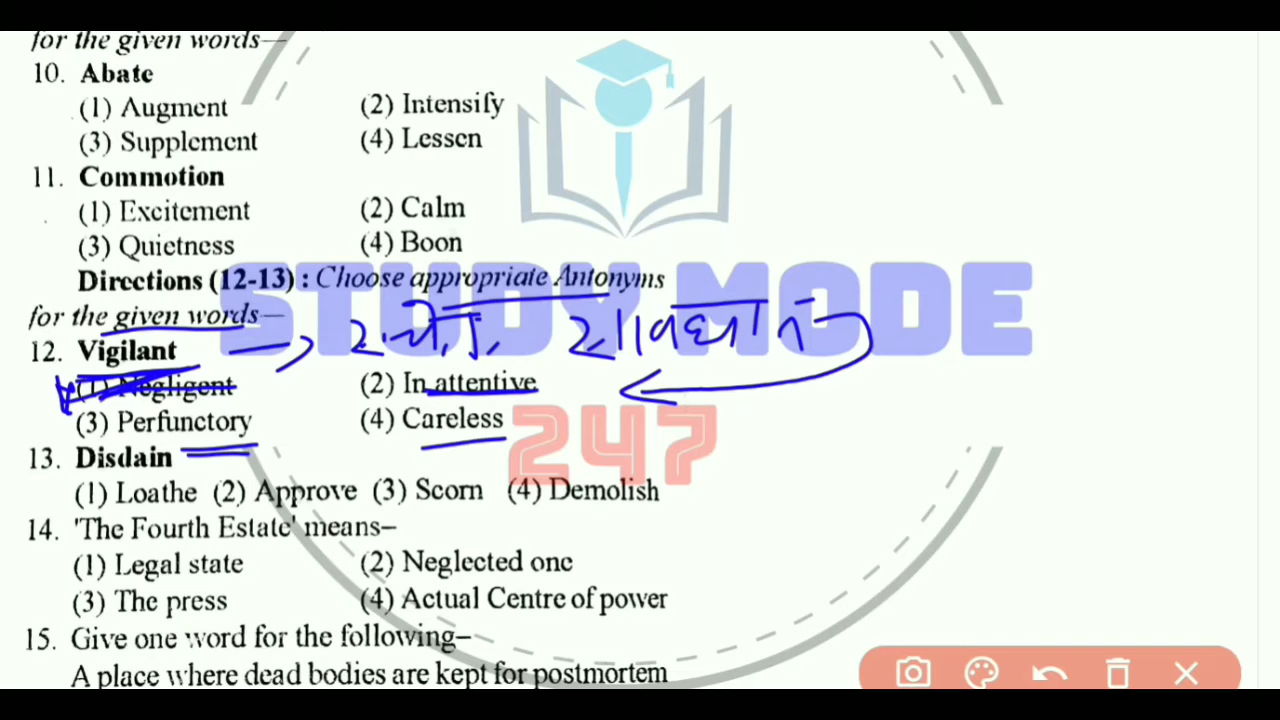 for the given words—
10. Abate
(1) Augment (2) Intensify
(3) Supplement (4) Lessen
11. Commotion
(1) Excitement (2) Calm
(3) Quietness (4) Boon
Directions (12-13) : Choose appropriate Antonyms
for the given words—
STUDY MODE
सावधान
12. Vigilant
(1) Negligent (2) In attentive
(3) Perfunctory (4) Careless
247
13. Disdain
(1) Loathe (2) Approve (3) Scorn (4) Demolish
14. 'The Fourth Estate' means–
(1) Legal state (2) Neglected one
(3) The press (4) Actual Centre of power
15. Give one word for the following–
A place where dead bodies are kept for postmortem